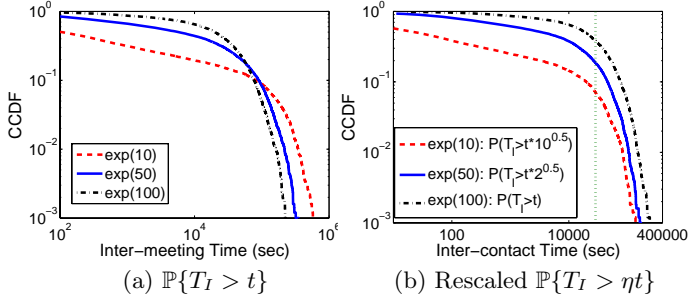 CCDF
10^0
10^-1
10^-2
10^-3
exp(10)
exp(50)
exp(100)
10^2
10^4
10^6
Inter-meeting Time (sec)
(a) ℙ{T_I > t}
CCDF
10^0
10^-1
10^-2
10^-3
exp(10): P(T_I>t*10^0.5)
exp(50): P(T_I>t*2^0.5)
exp(100): P(T_I>t)
100
10000
400000
Inter-contact Time (sec)
(b) Rescaled ℙ{T_I > ηt}